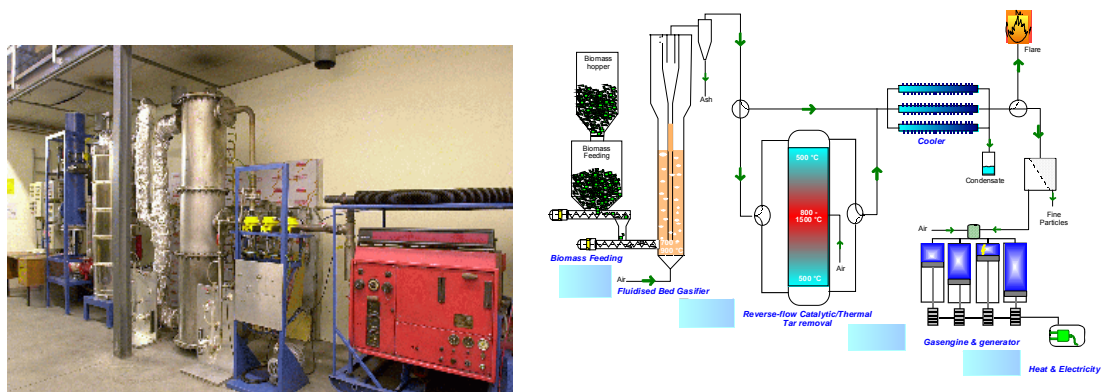 Biomass
hopper
Biomass
Feeding
Biomass Feeding
Air
Fluidised Bed Gasifier
Ash
500 °C
800 -
1500 °C
500 °C
Air
Reverse-flow Catalytic/Thermal
Tar removal
Cooler
Condensate
Flare
Fine
Particles
Air
Gasengine & generator
Heat & Electricity